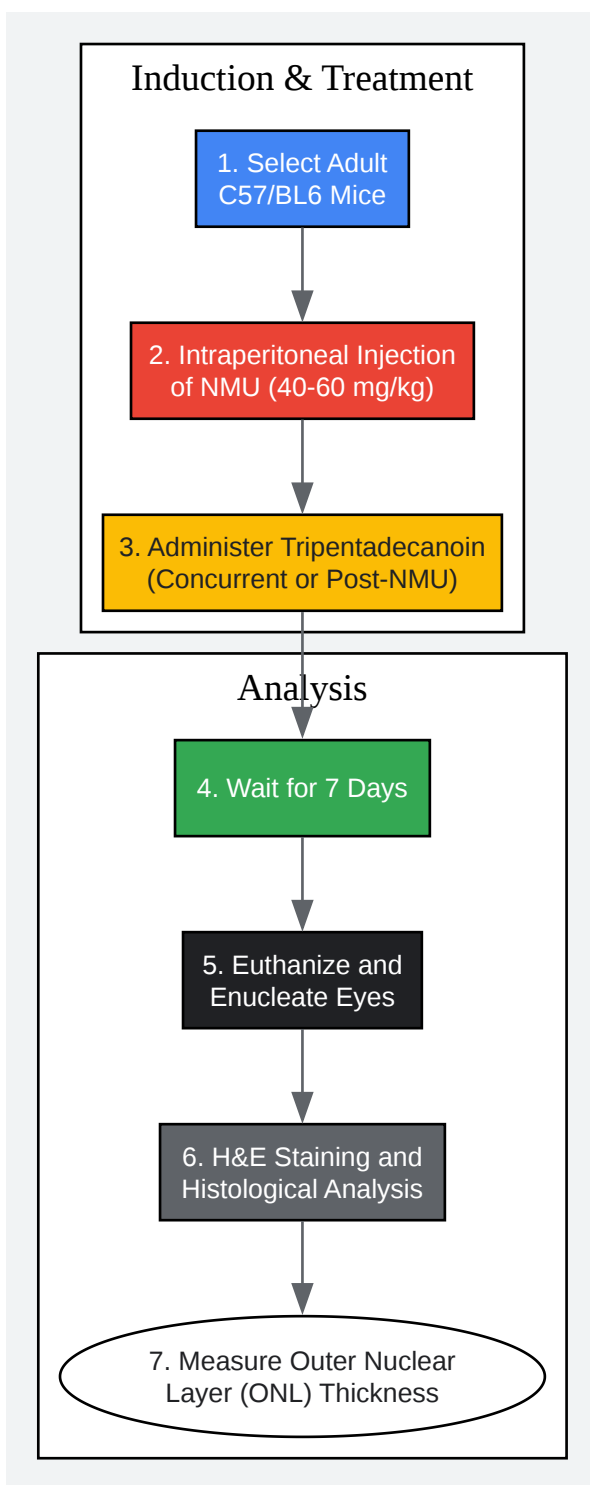 Induction & Treatment
1. Select Adult
C57/BL6 Mice
2. Intraperitoneal Injection
of NMU (40-60 mg/kg)
3. Administer Tripentadecanoin
(Concurrent or Post-NMU)
Analysis
4. Wait for 7 Days
5. Euthanize and
Enucleate Eyes
6. H&E Staining and
Histological Analysis
7. Measure Outer Nuclear
Layer (ONL) Thickness